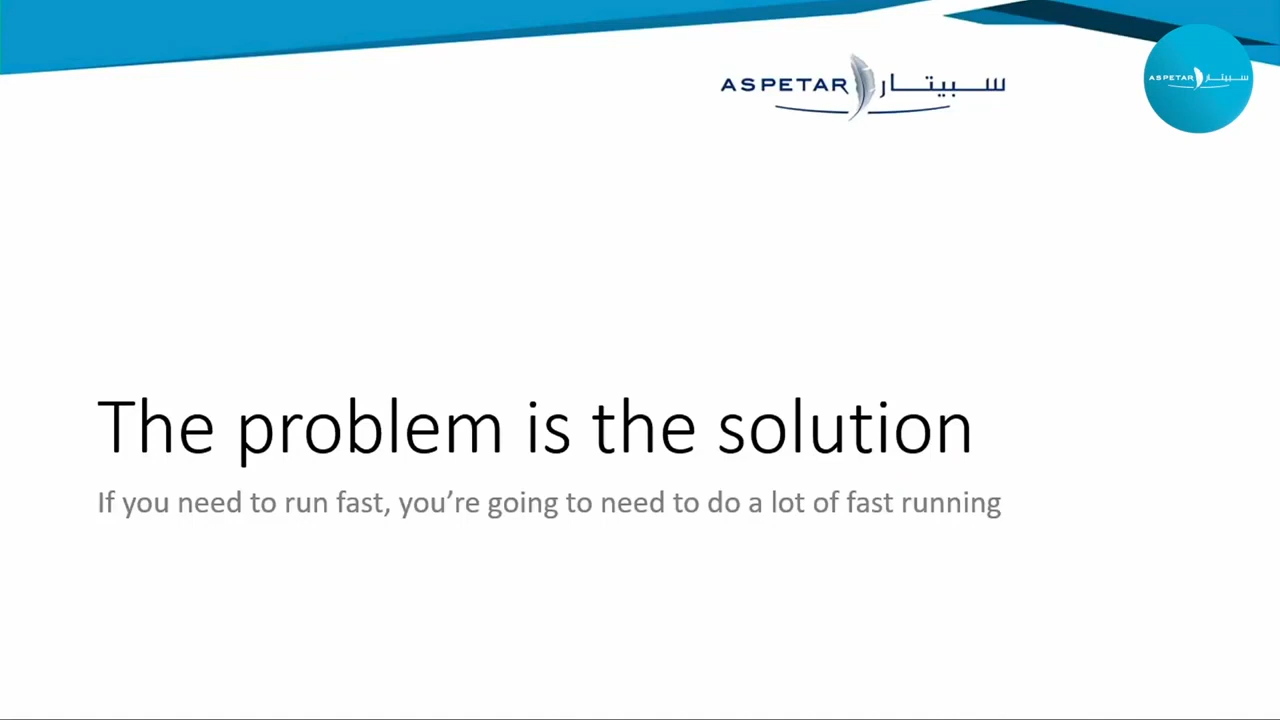 ASPETAR سبيتار
ASPETAR سبيتار
The problem is the solution
If you need to run fast, you’re going to need to do a lot of fast running